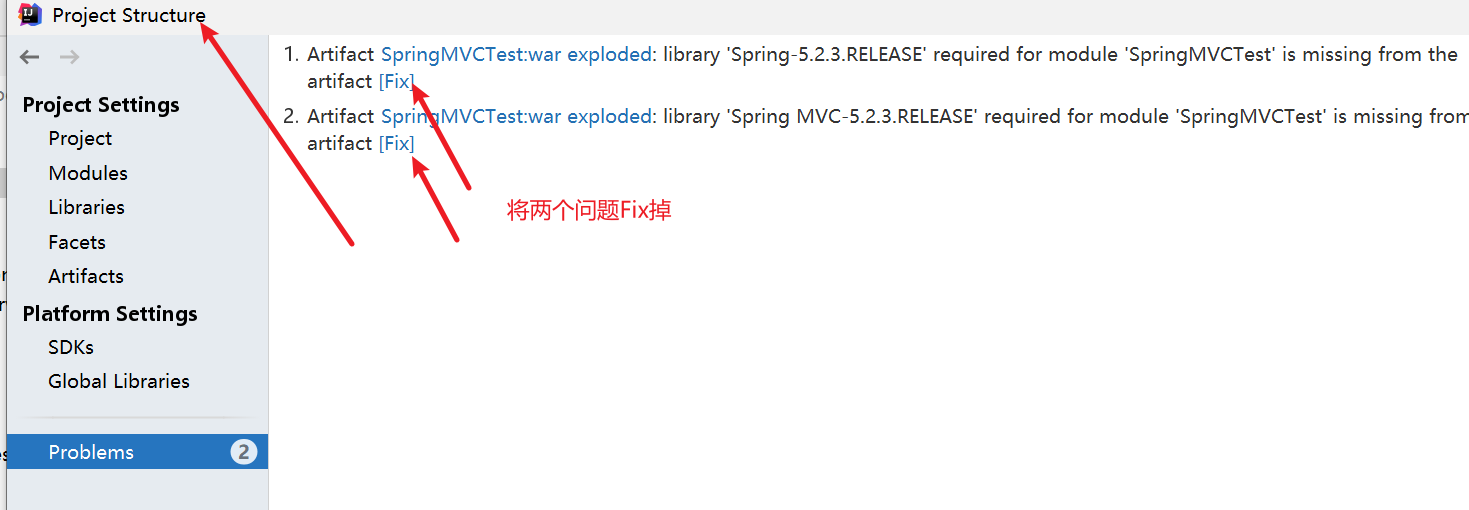 Project Structure
1. Artifact SpringMVCTest:war exploded: library 'Spring-5.2.3.RELEASE' required for module 'SpringMVCTest' is missing from the
artifact [Fix]
Project Settings
2. Artifact SpringMVCTest:war exploded: library 'Spring MVC-5.2.3.RELEASE' required for module 'SpringMVCTest' is missing from
artifact [Fix]
Project
Modules
Libraries
将两个问题Fix掉
Facets
Artifacts
Platform Settings
SDKs
Global Libraries
Problems 2